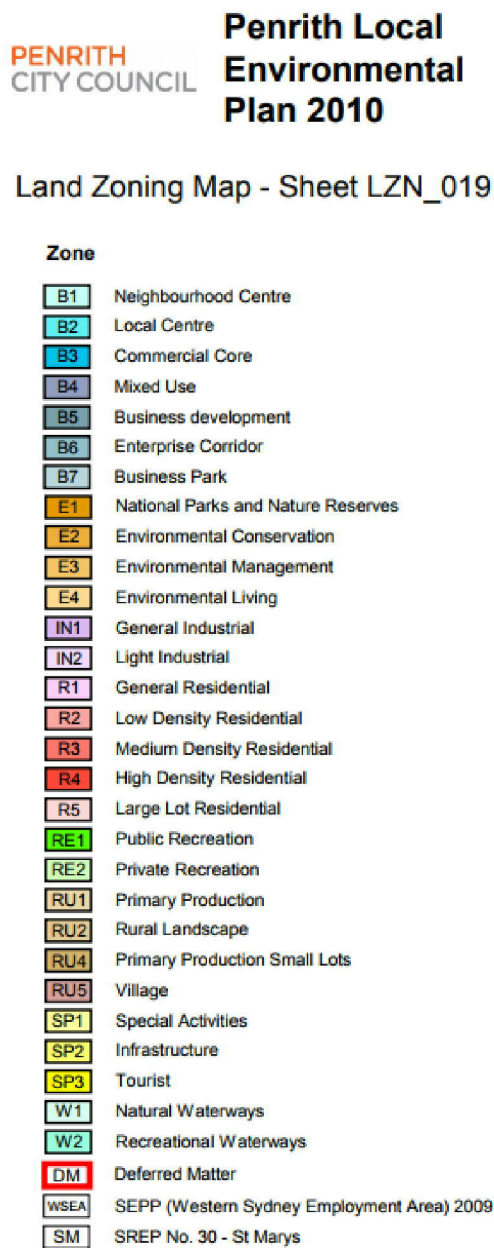 PENRITH
CITY COUNCIL
Penrith Local
Environmental
Plan 2010
Land Zoning Map - Sheet LZN_019
Zone
B1 Neighbourhood Centre
B2 Local Centre
B3 Commercial Core
B4 Mixed Use
B5 Business development
B6 Enterprise Corridor
B7 Business Park
E1 National Parks and Nature Reserves
E2 Environmental Conservation
E3 Environmental Management
E4 Environmental Living
IN1 General Industrial
IN2 Light Industrial
R1 General Residential
R2 Low Density Residential
R3 Medium Density Residential
R4 High Density Residential
R5 Large Lot Residential
RE1 Public Recreation
RE2 Private Recreation
RU1 Primary Production
RU2 Rural Landscape
RU4 Primary Production Small Lots
RU5 Village
SP1 Special Activities
SP2 Infrastructure
SP3 Tourist
W1 Natural Waterways
W2 Recreational Waterways
DM Deferred Matter
WSEA SEPP (Western Sydney Employment Area) 2009
SM SREP No. 30 - St Marys